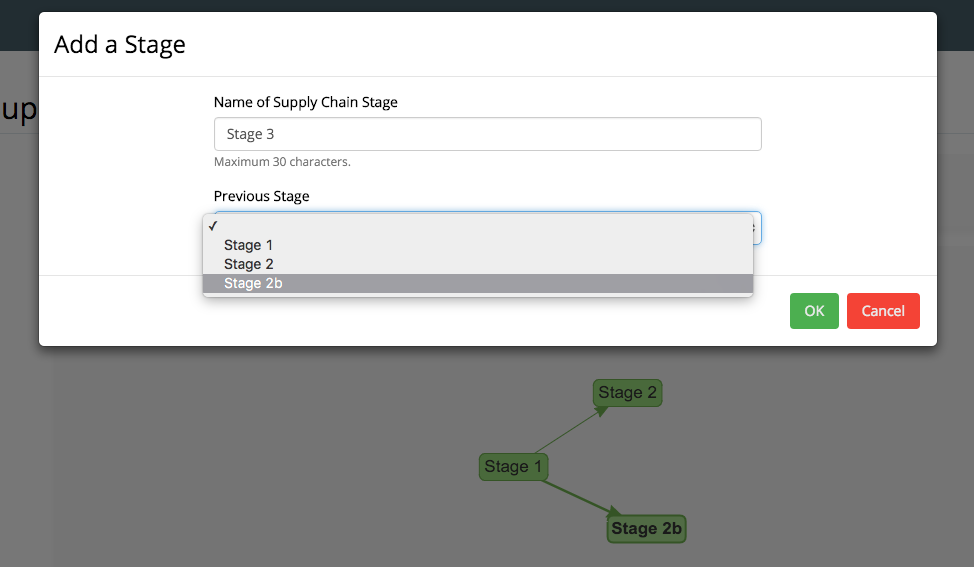 Add a Stage
up
Name of Supply Chain Stage
Stage 3
Maximum 30 characters.
Previous Stage
✓
Stage 1
Stage 2
Stage 2b
OK Cancel
Stage 2
Stage 1
Stage 2b